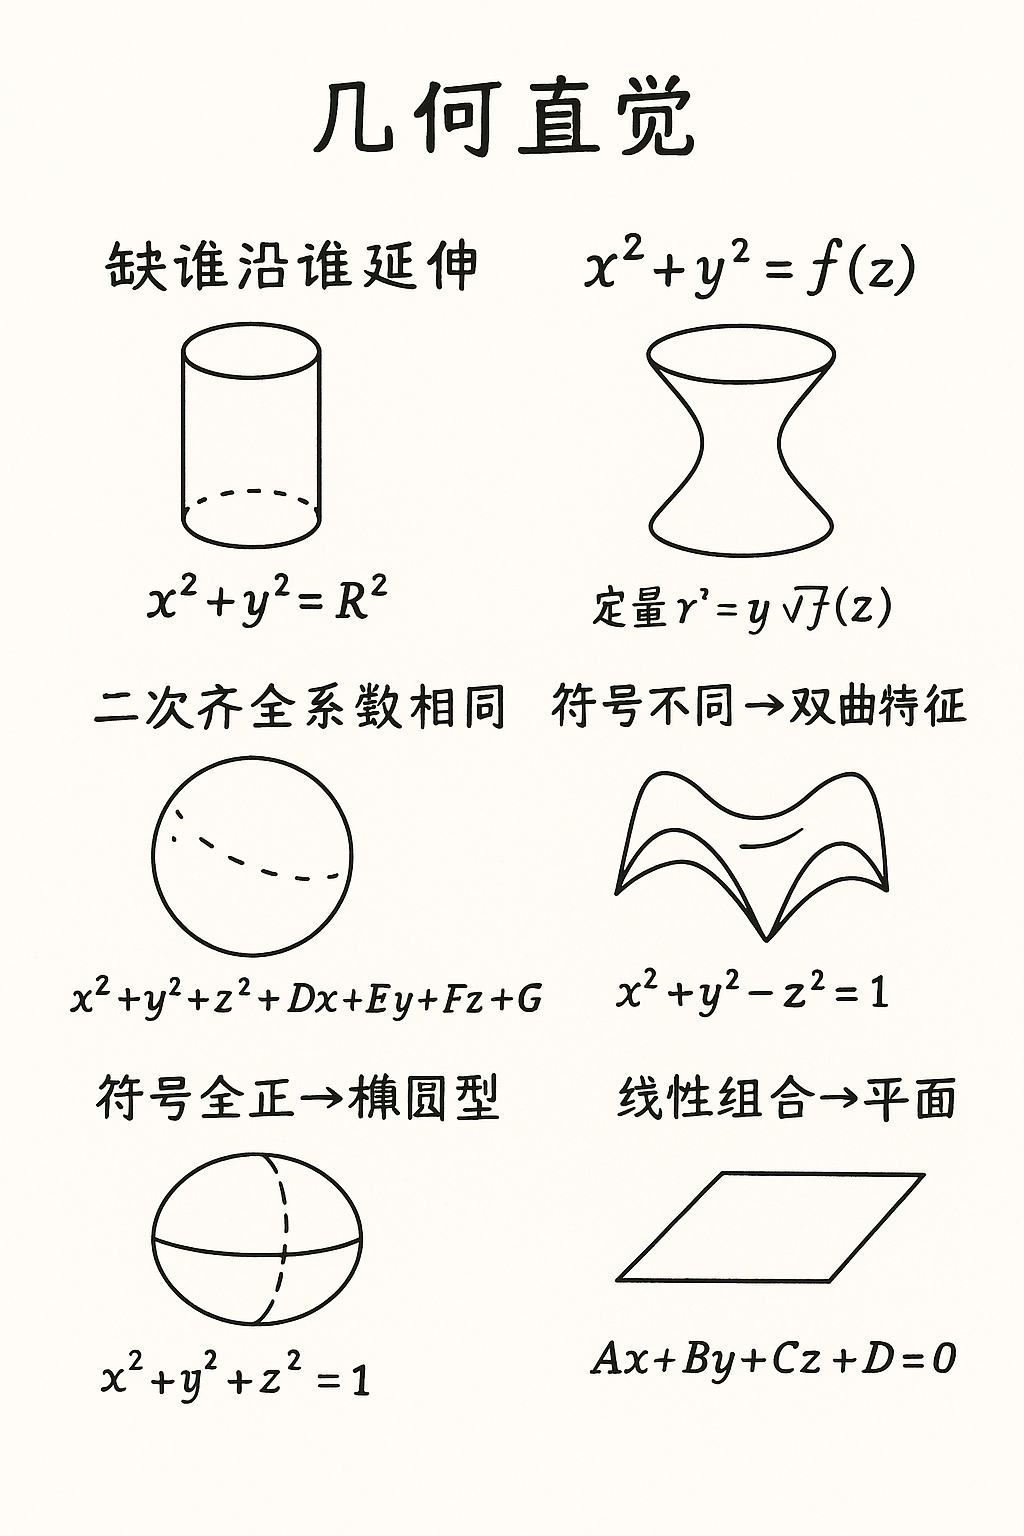 几何直觉
缺谁沿谁延伸
x²+y²=f(z)
x²+y²=R²
定量 r²=y√f(z)
二次齐全系数相同
符号不同→双曲特征
x²+y²+z²+Dx+Ey+Fz+G
x²+y²−z²=1
符号全正→椭圆型
线性组合→平面
x²+y²+z²=1
Ax+By+Cz+D=0